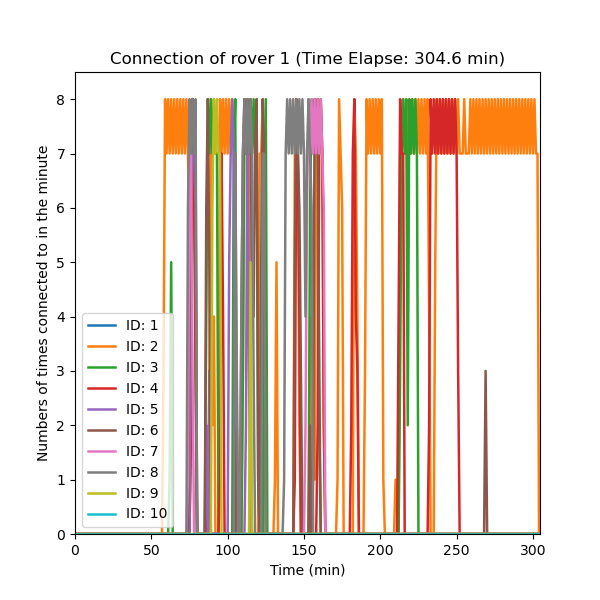 Connection of rover 1 (Time Elapse: 304.6 min)
Numbers of times connected to in the minute
8
7
6
5
4
3
2
1
0
ID: 1
ID: 2
ID: 3
ID: 4
ID: 5
ID: 6
ID: 7
ID: 8
ID: 9
ID: 10
0 50 100 150 200 250 300
Time (min)